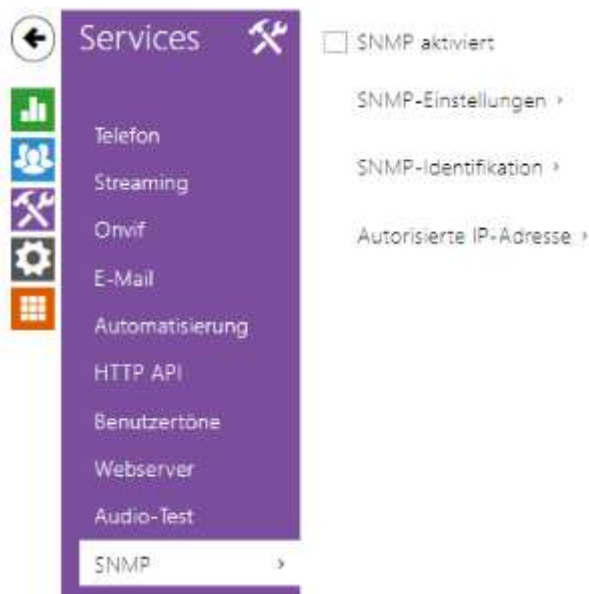 Services
Telefon
Streaming
Onvif
E-Mail
Automatisierung
HTTP API
Benutzertöne
Webserver
Audio-Test
SNMP
SNMP aktiviert
SNMP-Einstellungen
SNMP-Identifikation
Autorisierte IP-Adresse